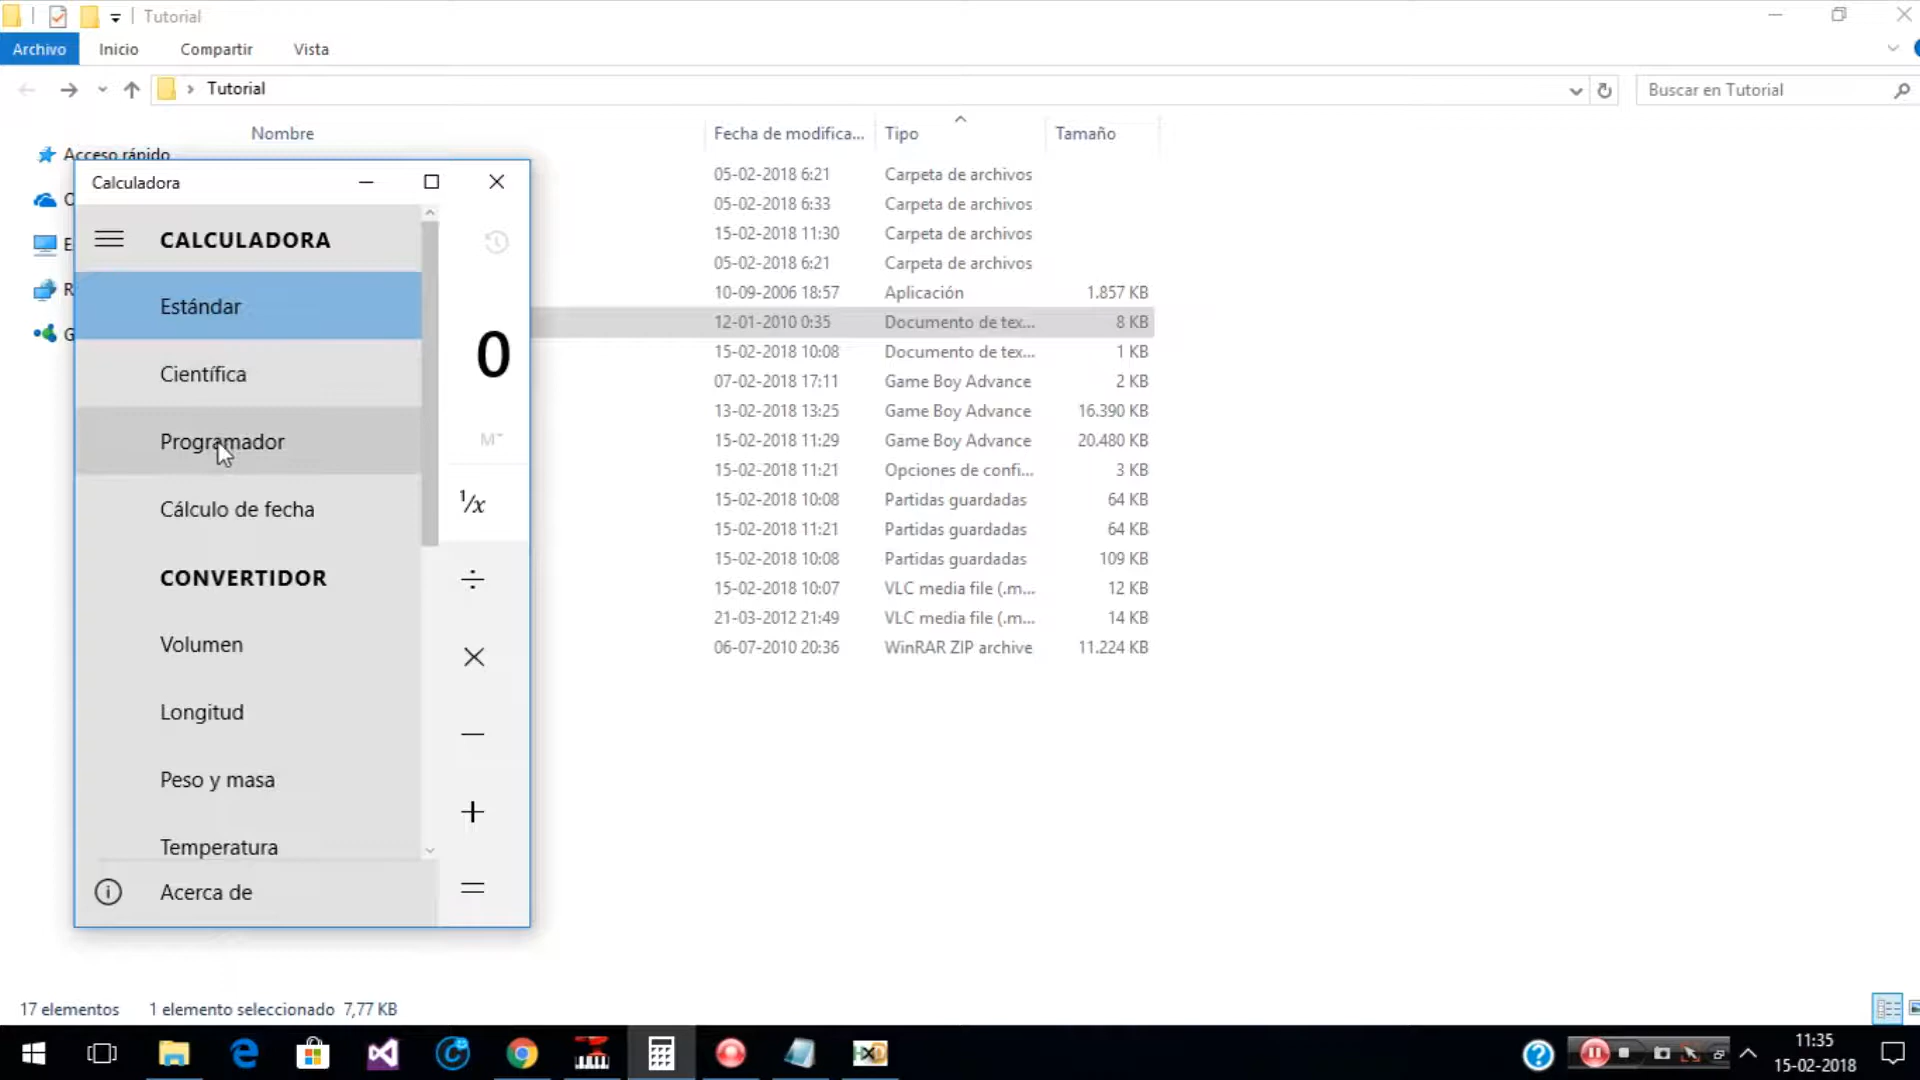 Tutorial
Archivo Inicio Compartir Vista
Tutorial
Buscar en Tutorial
Nombre Fecha de modifica... Tipo Tamaño
Acceso rápido
Calculadora
CALCULADORA
Estándar
Científica
Programador
Cálculo de fecha
CONVERTIDOR
Volumen
Longitud
Peso y masa
Temperatura
Acerca de
0
M
1/x
÷
×
−
+
=
05-02-2018 6:21 Carpeta de archivos
05-02-2018 6:33 Carpeta de archivos
15-02-2018 11:30 Carpeta de archivos
05-02-2018 6:21 Carpeta de archivos
10-09-2006 18:57 Aplicación 1.857 KB
12-01-2010 0:35 Documento de tex... 8 KB
15-02-2018 10:08 Documento de tex... 1 KB
07-02-2018 17:11 Game Boy Advance 2 KB
13-02-2018 13:25 Game Boy Advance 16.390 KB
15-02-2018 11:29 Game Boy Advance 20.480 KB
15-02-2018 11:21 Opciones de confi... 3 KB
15-02-2018 10:08 Partidas guardadas 64 KB
15-02-2018 11:21 Partidas guardadas 64 KB
15-02-2018 10:08 Partidas guardadas 109 KB
15-02-2018 10:07 VLC media file (.m... 12 KB
21-03-2012 21:49 VLC media file (.m... 14 KB
06-07-2010 20:36 WinRAR ZIP archive 11.224 KB
17 elementos 1 elemento seleccionado 7,77 KB
11:35
15-02-2018